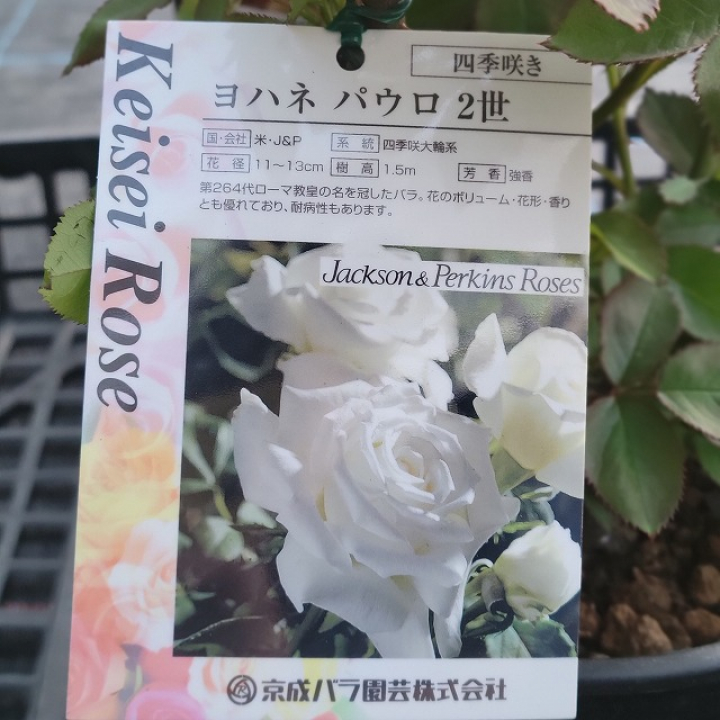 Keisei Rose
四季咲き
ヨハネ パウロ 2世
国・会社 米・J&P 系統 四季咲大輪系
花径 11～13cm 樹高 1.5m 芳香 強香
第264代ローマ教皇の名を冠したバラ。花のボリューム・花形・香り
とも優れており、耐病性もあります。
Jackson & Perkins Roses
京成バラ園芸株式会社